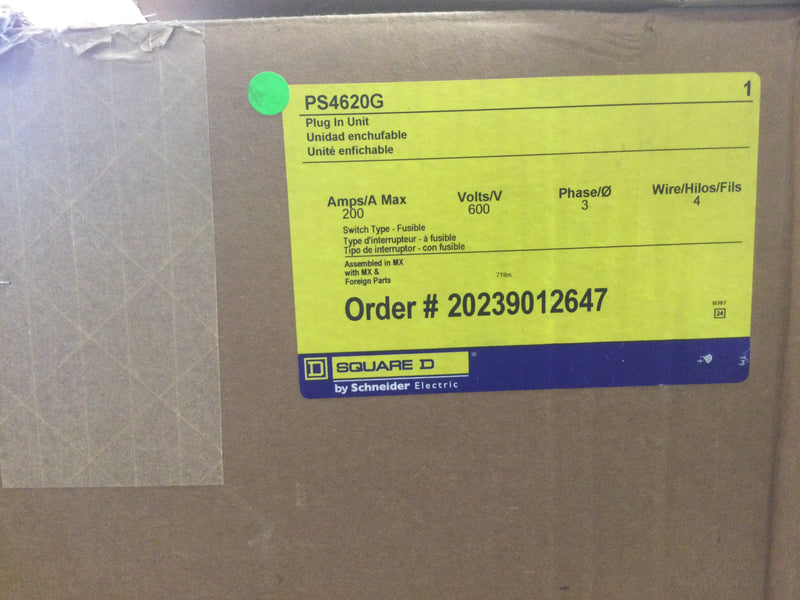 PS4620G 1
Plug In Unit
Unidad enchufable
Unité enfichable
Amps/A Max Volts/V Phase/Ø Wire/Hilos/Fils
200 600 3 4
Switch Type - Fusible
Type d'interrupteur - à fusible
Tipo de interruptor - con fusible
Assembled in MX
with MX &
Foreign Parts
71lbs.
Order # 20239012647
24
D SQUARE D ®
by Schneider Electric